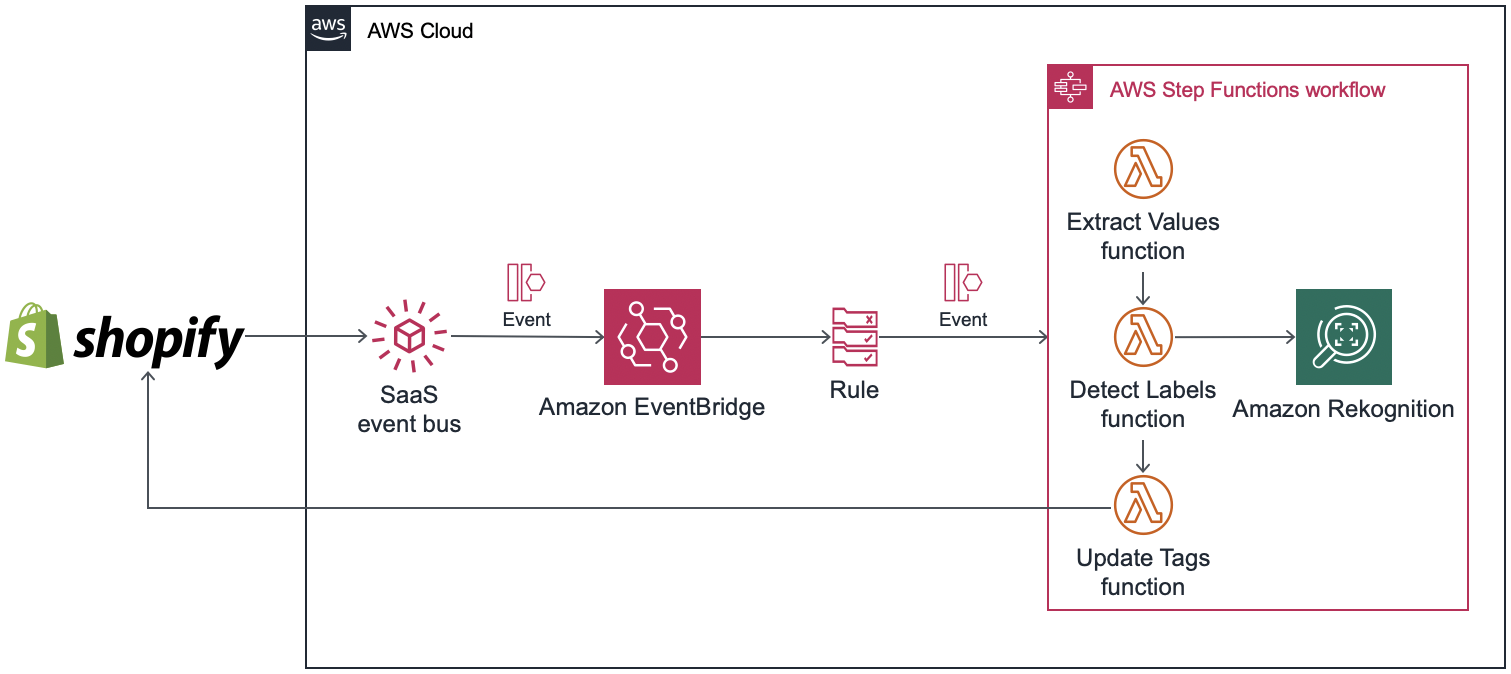 aws
AWS Cloud
AWS Step Functions workflow
Extract Values
function
Event
Event
S shopify
SaaS
event bus
Amazon EventBridge
Rule
Detect Labels
function
Amazon Rekognition
Update Tags
function